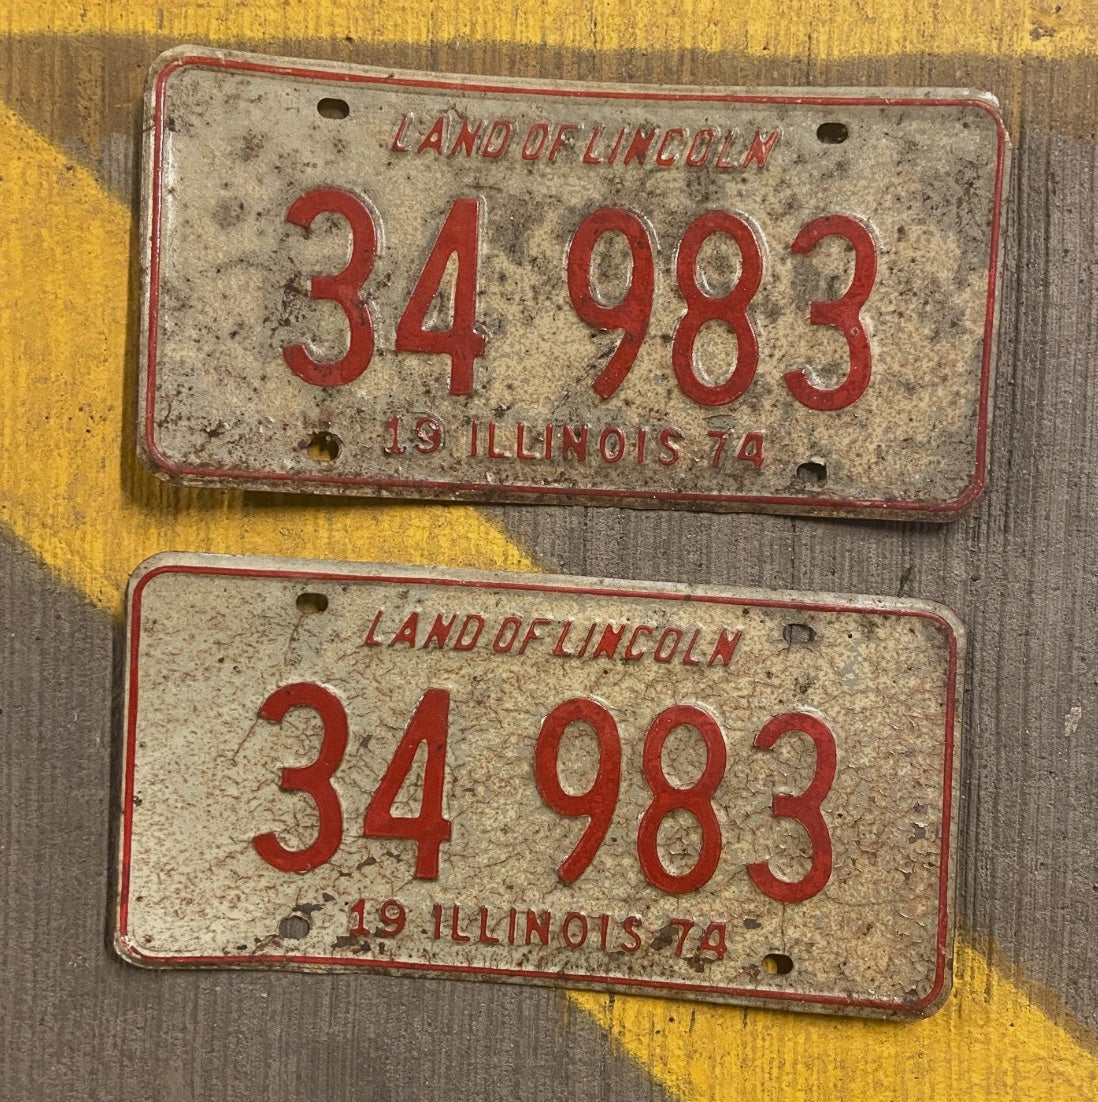 LAND OF LINCOLN
34 983
19 ILLINOIS 74
LAND OF LINCOLN
34 983
19 ILLINOIS 74